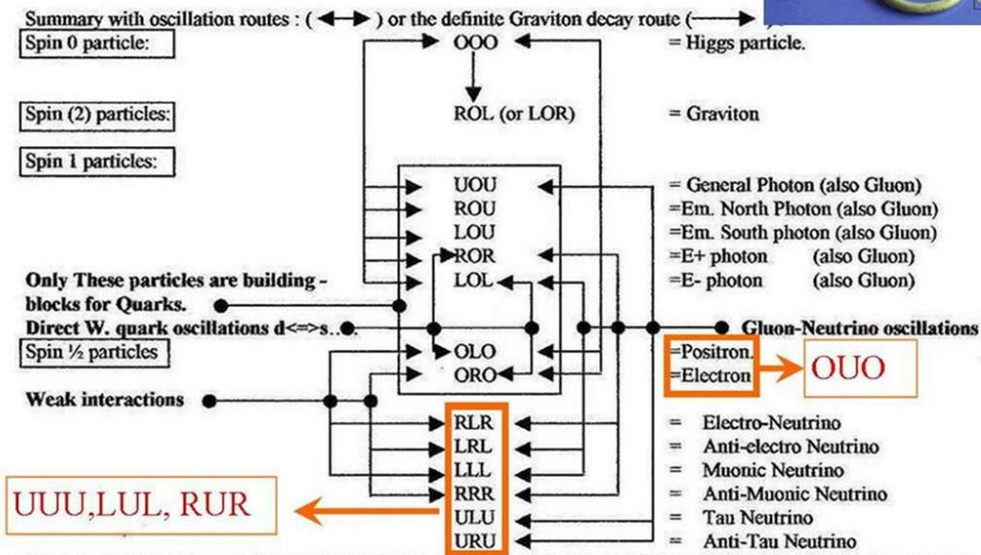 Summary with oscillation routes : ( ) or the definite Graviton decay route (
Spin 0 particle: OOO = Higgs particle.
Spin (2) particles: ROL (or LOR) = Graviton
Spin 1 particles:
UOU = General Photon (also Gluon)
ROU =Em. North Photon (also Gluon)
LOU =Em. South photon (also Gluon)
ROR =E+ photon (also Gluon)
Only These particles are building - LOL =E- photon (also Gluon)
blocks for Quarks.
Direct W. quark oscillations d<=>s.... Gluon-Neutrino oscillations
Spin ½ particles OLO =Positron.
ORO =Electron OUO
Weak interactions
RLR = Electro-Neutrino
LRL = Anti-electro Neutrino
LLL = Muonic Neutrino
UUU,LUL, RUR RRR = Anti-Muonic Neutrino
ULU = Tau Neutrino
URU = Anti-Tau Neutrino